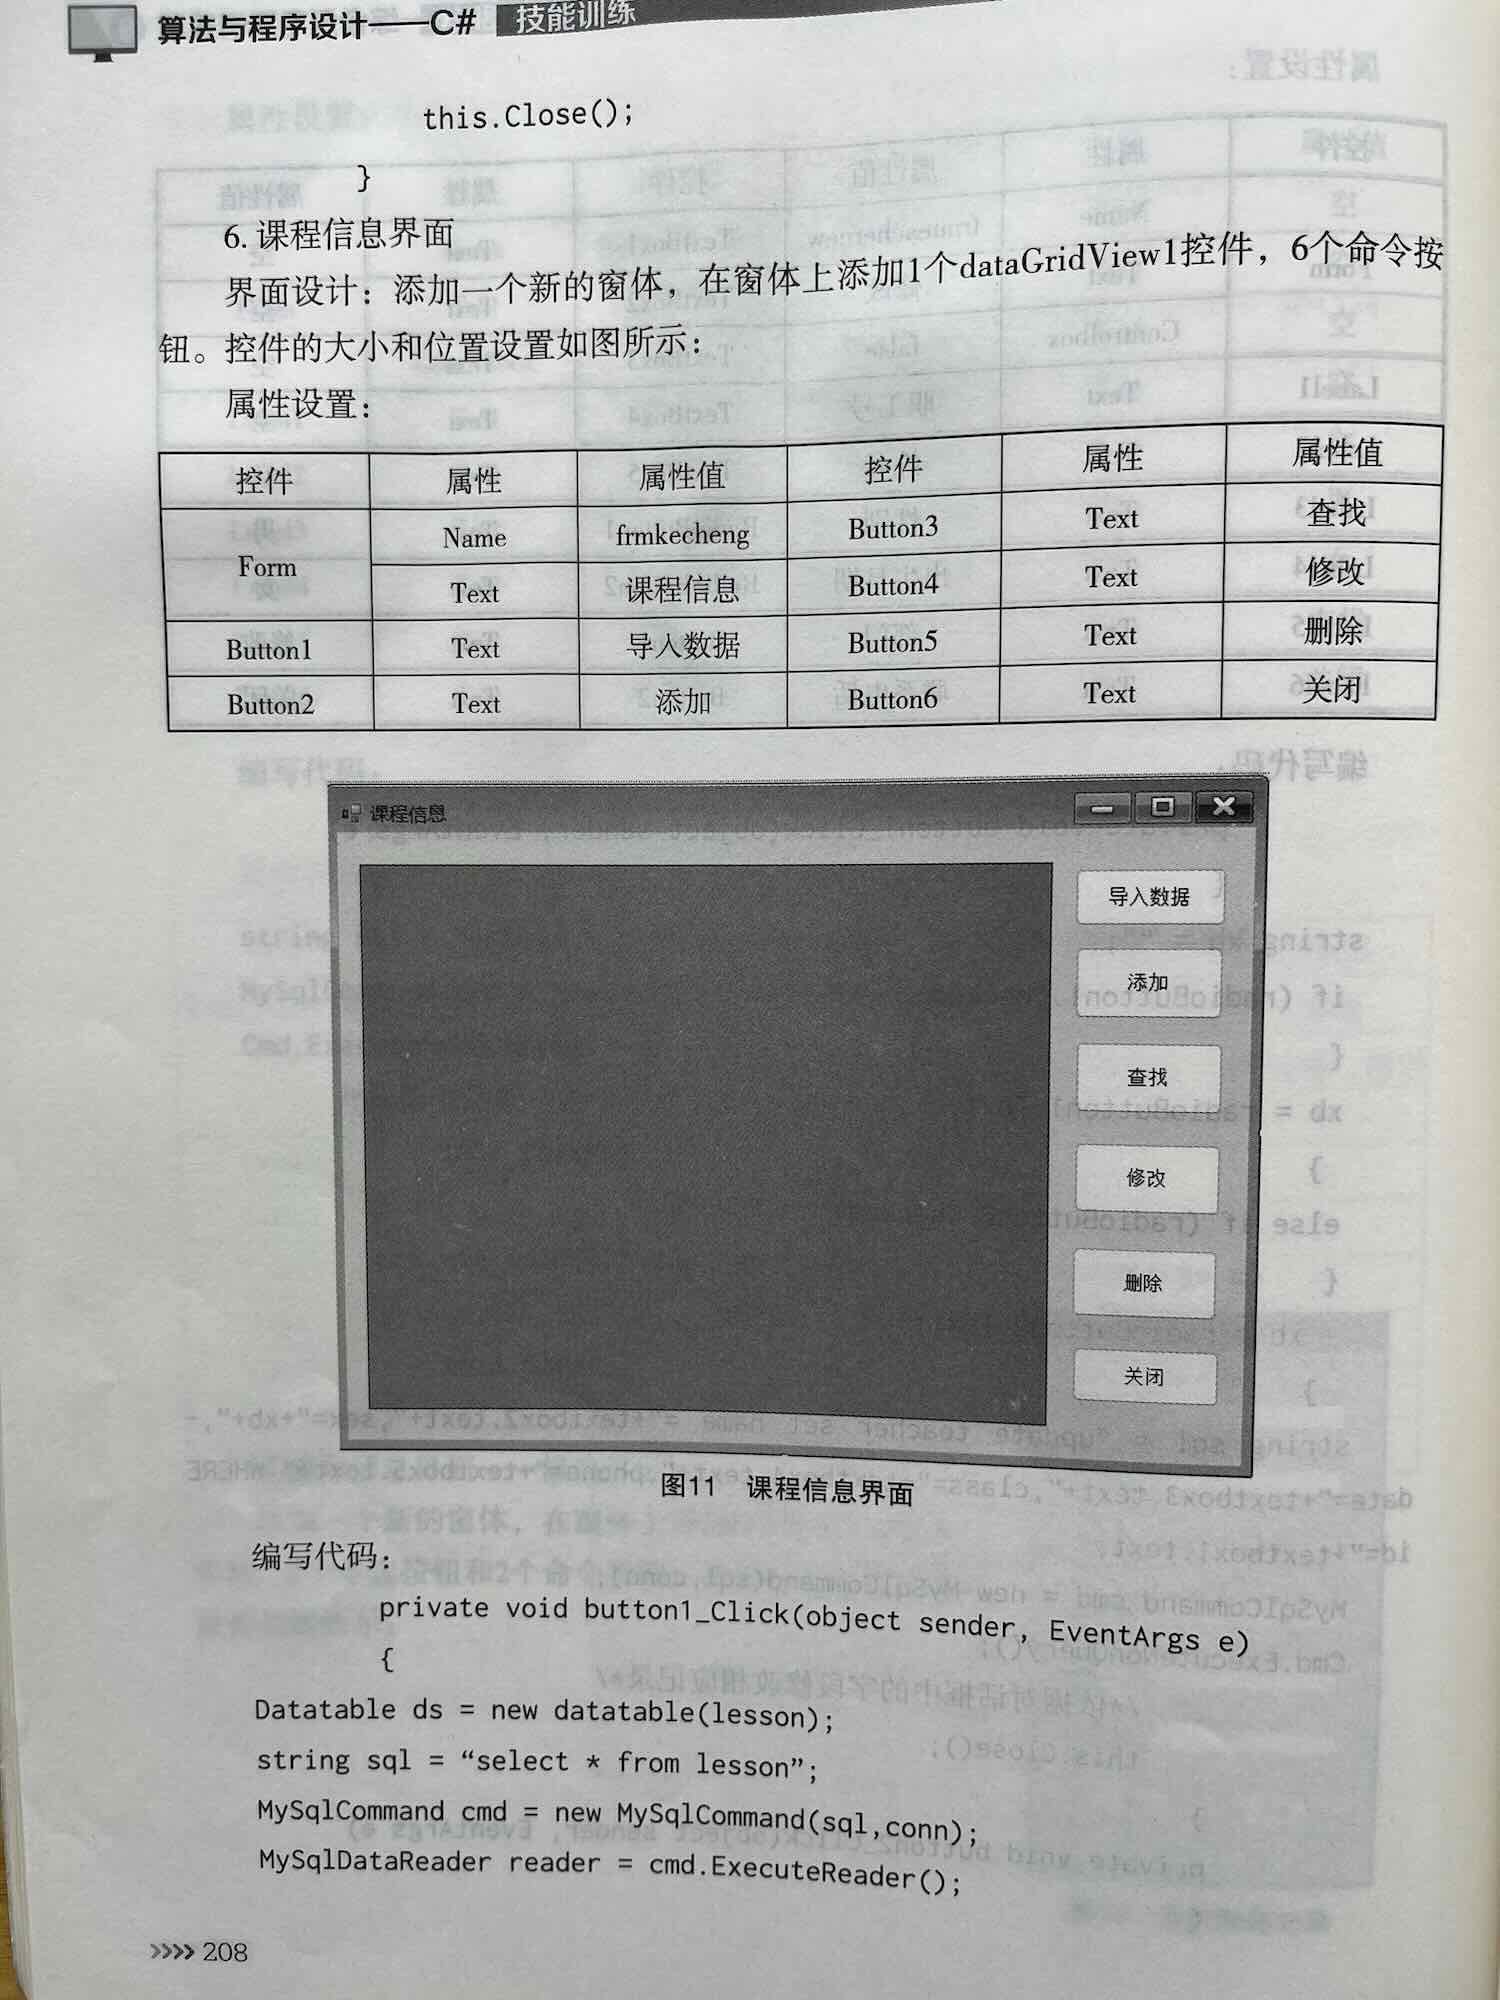 算法与程序设计——C# 技能训练
this.Close();
}
6. 课程信息界面
界面设计：添加一个新的窗体，在窗体上添加1个dataGridView1控件，6个命令按
钮。控件的大小和位置设置如图所示：
属性设置：
控件 属性 属性值 控件 属性 属性值
Form Name frmkecheng Button3 Text 查找
Text 课程信息 Button4 Text 修改
Button1 Text 导入数据 Button5 Text 删除
Button2 Text 添加 Button6 Text 关闭
课程信息
导入数据
添加
查找
修改
删除
关闭
图11 课程信息界面
编写代码：
private void button1_Click(object sender, EventArgs e)
{
Datatable ds = new datatable(lesson);
string sql = “select * from lesson”;
MySqlCommand cmd = new MySqlCommand(sql,conn);
MySqlDataReader reader = cmd.ExecuteReader();
>>>> 208